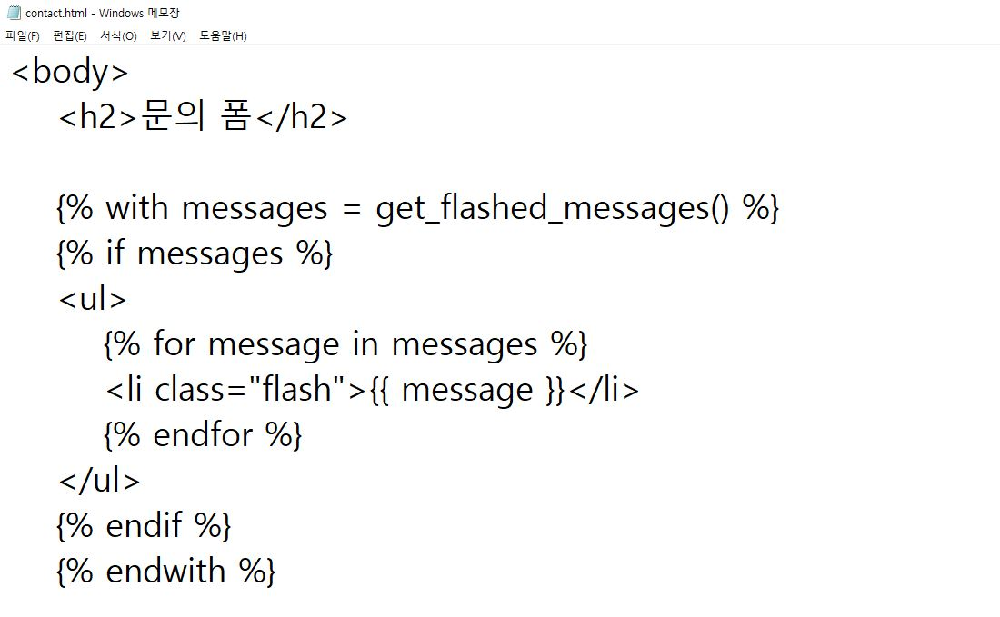 contact.html - Windows 메모장
파일(F) 편집(E) 서식(O) 보기(V) 도움말(H)
<body>
<h2>문의 폼</h2>
{% with messages = get_flashed_messages() %}
{% if messages %}
<ul>
{% for message in messages %}
<li class="flash">{{ message }}</li>
{% endfor %}
</ul>
{% endif %}
{% endwith %}